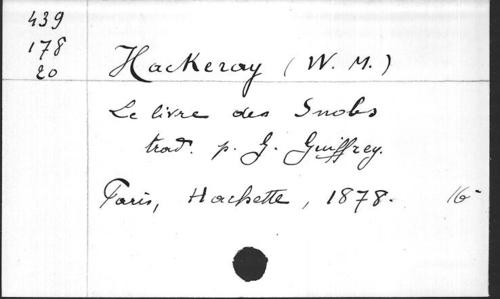 439
178
20
Hackeray (W. M.)
Le livre des Snobs
trad. p. G. Guiffrey.
Paris, Hachette, 1878. 16-